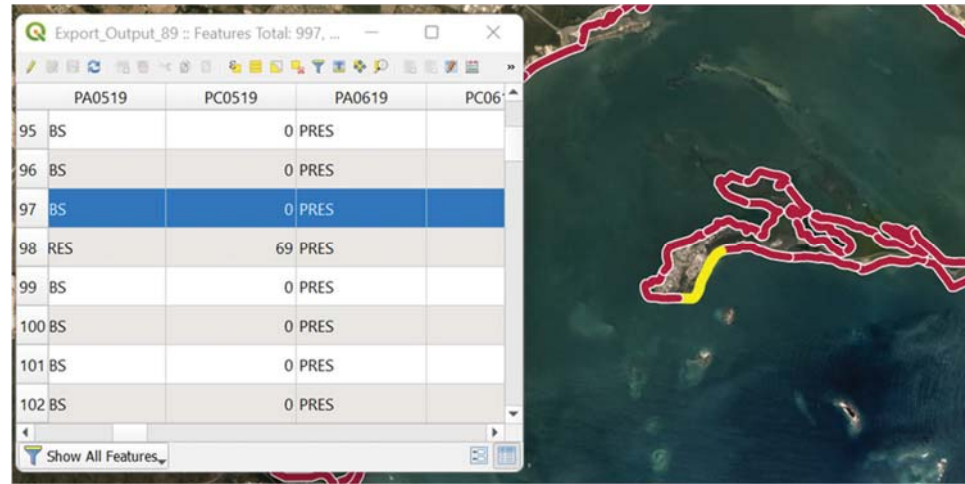 Export_Output_89 :: Features Total: 997, ...
»
PA0519 PC0519 PA0619 PC06
95 BS 0 PRES
96 BS 0 PRES
97 BS 0 PRES
98 RES 69 PRES
99 BS 0 PRES
100 BS 0 PRES
101 BS 0 PRES
102 BS 0 PRES
Show All Features